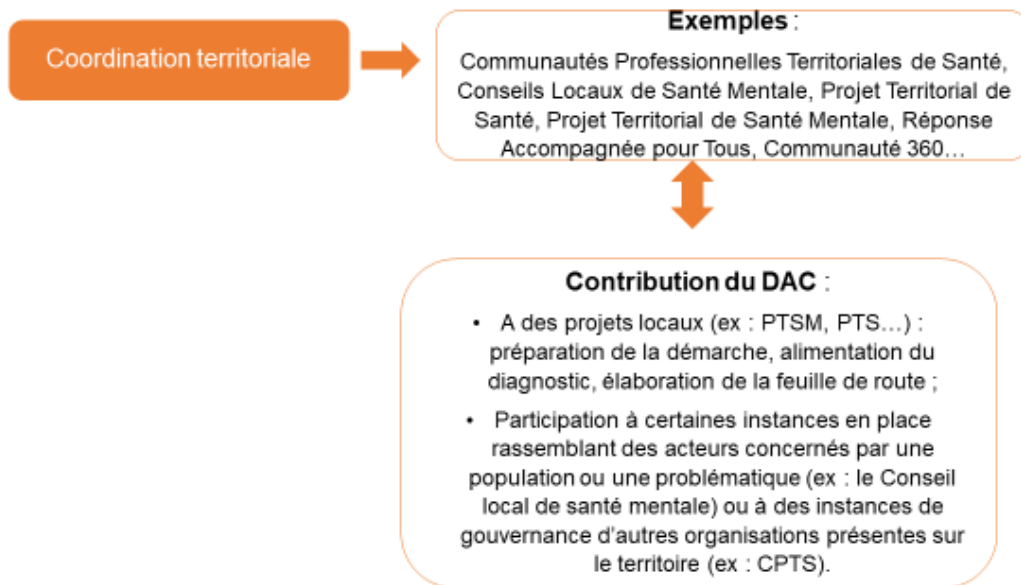 Coordination territoriale
Exemples :
Communautés Professionnelles Territoriales de Santé,
Conseils Locaux de Santé Mentale, Projet Territorial de
Santé, Projet Territorial de Santé Mentale, Réponse
Accompagnée pour Tous, Communauté 360…
Contribution du DAC :
• A des projets locaux (ex : PTSM, PTS…) :
préparation de la démarche, alimentation du
diagnostic, élaboration de la feuille de route ;
• Participation à certaines instances en place
rassemblant des acteurs concernés par une
population ou une problématique (ex : le Conseil
local de santé mentale) ou à des instances de
gouvernance d'autres organisations présentes sur
le territoire (ex : CPTS).